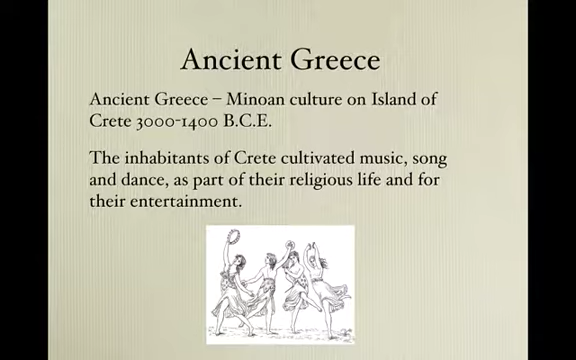 Ancient Greece
Ancient Greece – Minoan culture on Island of
Crete 3000-1400 B.C.E.
The inhabitants of Crete cultivated music, song
and dance, as part of their religious life and for
their entertainment.